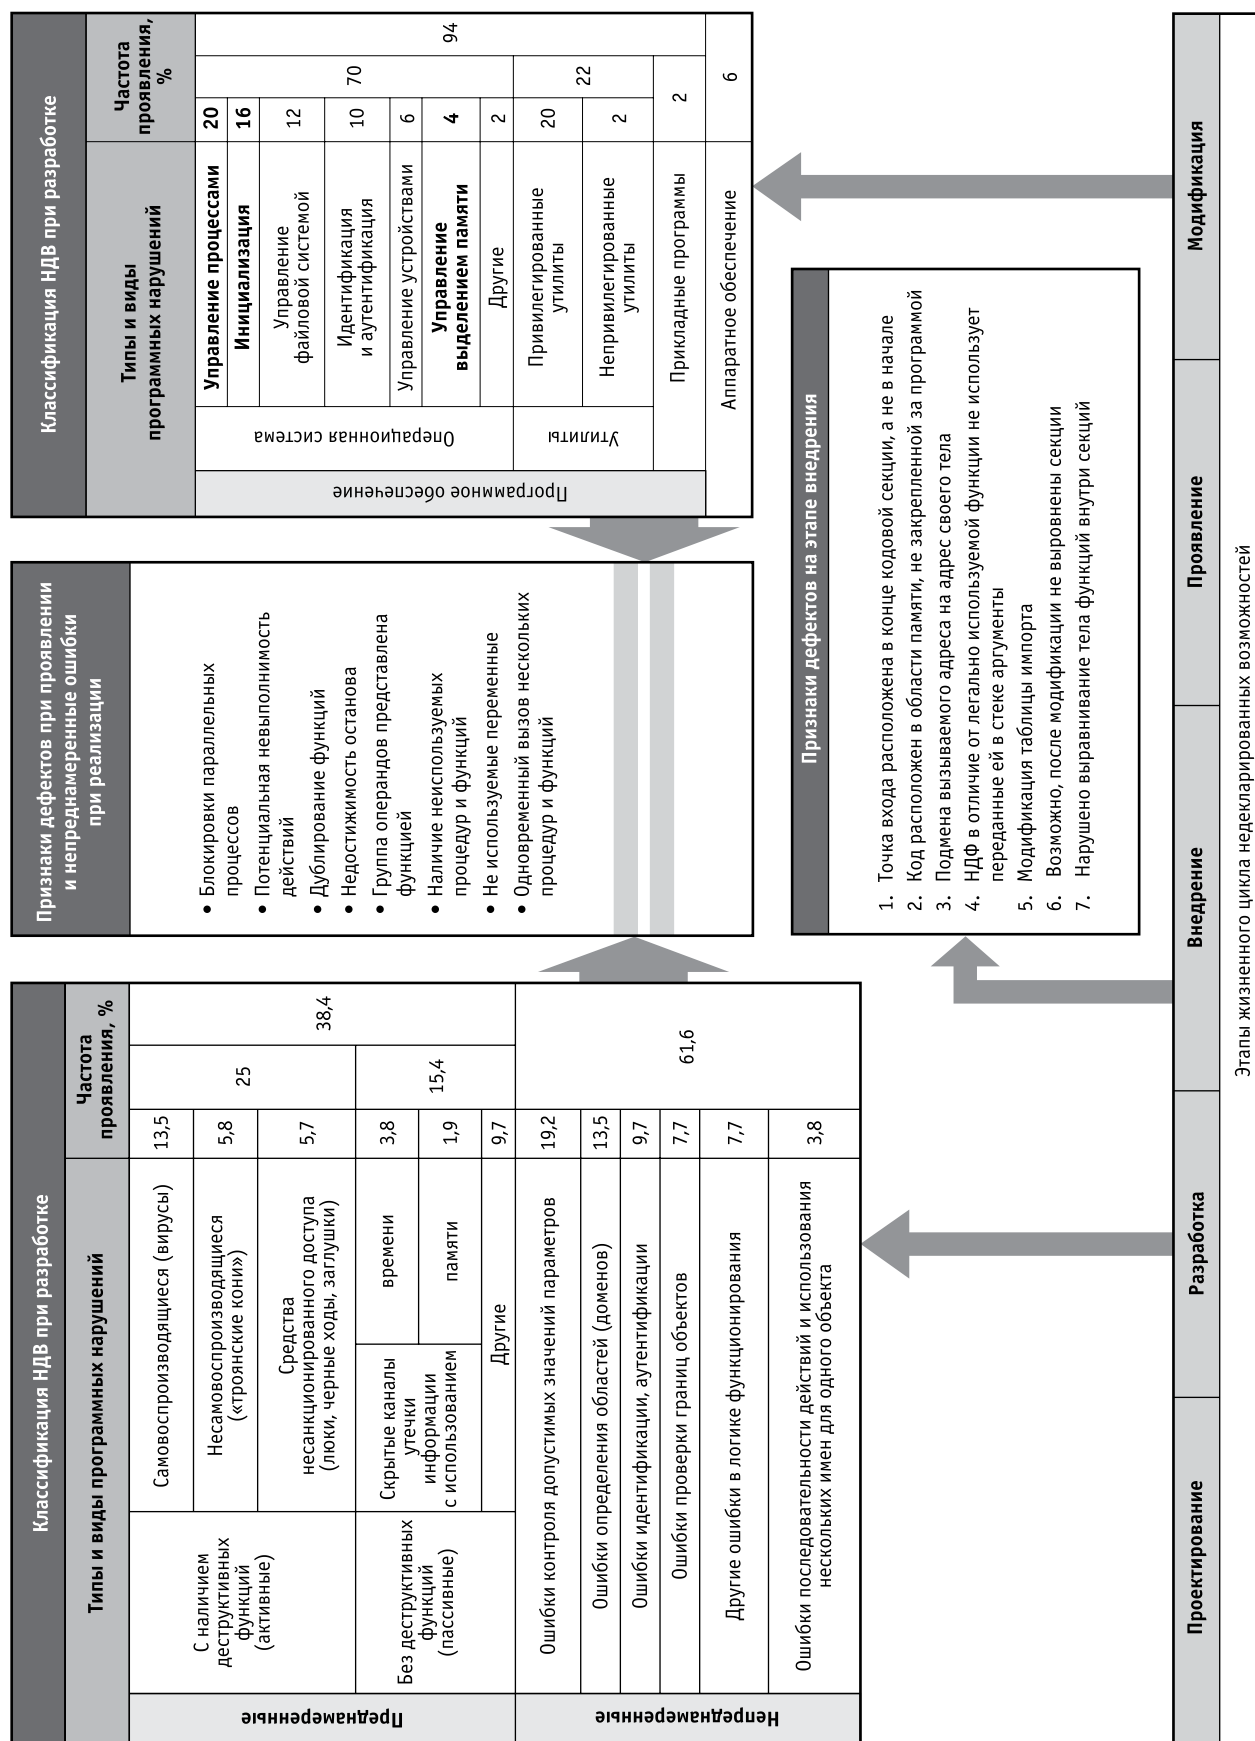 Классификация НДВ при разработке
Типы и виды программных нарушений
Частота
проявления, %
Преднамеренные
С наличием
деструктивных
функций
(активные)
Самовоспроизводящиеся (вирусы)
13,5
25
38,4
Несамовоспроизводящиеся
(«троянские кони»)
5,8
Средства
несанкционированного доступа
(люки, черные ходы, заглушки)
5,7
Без деструктивных
функций
(пассивные)
Скрытые каналы
утечки
информации
с использованием
времени
3,8
15,4
памяти
1,9
Другие
9,7
Непреднамеренные
Ошибки контроля допустимых значений параметров
19,2
61,6
Ошибки определения областей (доменов)
13,5
Ошибки идентификации, аутентификации
9,7
Ошибки проверки границ объектов
7,7
Другие ошибки в логике функционирования
7,7
Ошибки последовательности действий и использования
нескольких имен для одного объекта
3,8
Признаки дефектов при проявлении
и непреднамеренные ошибки
при реализации
• Блокировки параллельных
процессов
• Потенциальная невыполнимость
действий
• Дублирование функций
• Недостижимость останова
• Группа операндов представлена
функцией
• Наличие неиспользуемых
процедур и функций
• Не используемые переменные
• Одновременный вызов нескольких
процедур и функций
Классификация НДВ при разработке
Типы и виды
программных нарушений
Частота
проявления,
%
Программное обеспечение
Операционная система
Управление процессами
20
70
94
Инициализация
16
Управление
файловой системой
12
Идентификация
и аутентификация
10
Управление устройствами
6
Управление
выделением памяти
4
Другие
2
Утилиты
Привилегированные
утилиты
20
22
Непривилегированные
утилиты
2
Прикладные программы
2
Аппаратное обеспечение
6
Признаки дефектов на этапе внедрения
1. Точка входа расположена в конце кодовой секции, а не в начале
2. Код расположен в области памяти, не закрепленной за программой
3. Подмена вызываемого адреса на адрес своего тела
4. НДФ в отличие от легально используемой функции не использует
переданные ей в стеке аргументы
5. Модификация таблицы импорта
6. Возможно, после модификации не выровнены секции
7. Нарушено выравнивание тела функций внутри секций
Проектирование
Разработка
Внедрение
Проявление
Модификация
Этапы жизненного цикла недекларированных возможностей